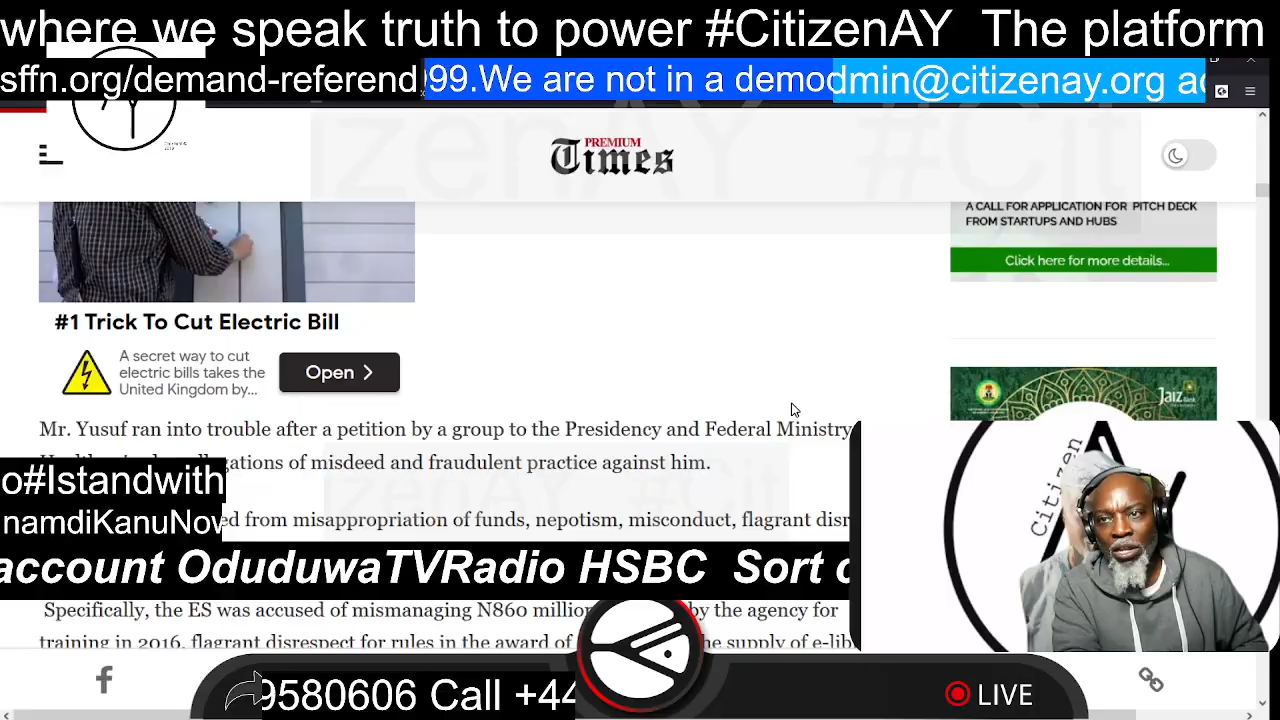 where we speak truth to power #CitizenAY The platform
sffn.org/demand-referend
99.We are not in a demo
dmin@citizenay.org
PREMIUM
Times
A CALL FOR APPLICATION FOR PITCH DECK
FROM STARTUPS AND HUBS
Click here for more details...
#1 Trick To Cut Electric Bill
A secret way to cut
electric bills takes the
United Kingdom by...
Open
Jaiz
Bank
Mr. Yusuf ran into trouble after a petition by a group to the Presidency and Federal Ministry
allegations of misdeed and fraudulent practice against him.
o#Istandwith
namdiKanuNov
ed from misappropriation of funds, nepotism, misconduct, flagrant disr
account OduduwaTVRadio HSBC Sort
Specifically, the ES was accused of mismanaging N860 million by the agency for
training in 2016, flagrant disrespect for rules in the award of the supply of e-lib
Citizen
9580606 Call +44
LIVE